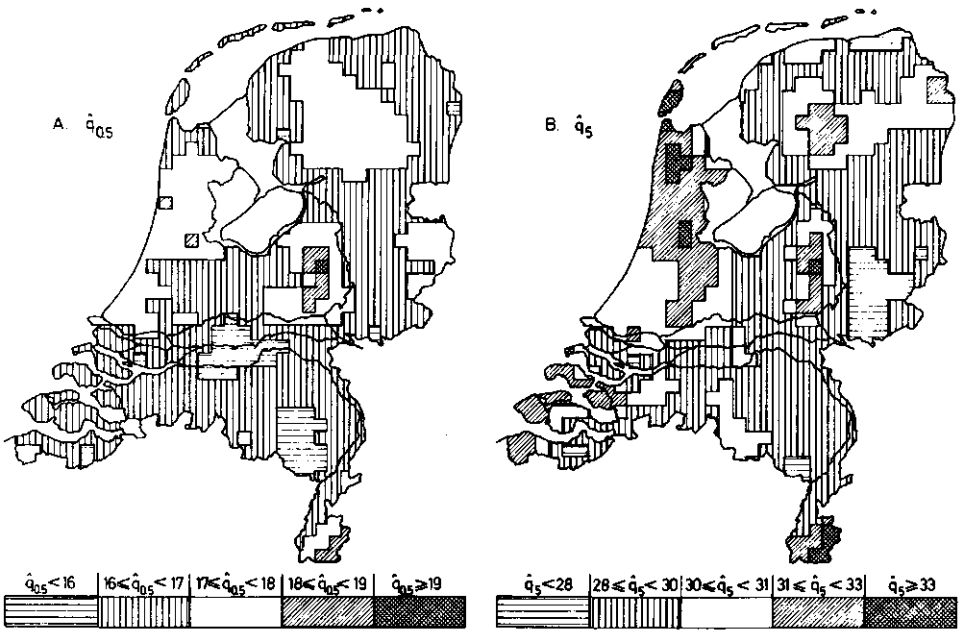 A. q̂0.5
B. q̂5
q̂0.5 < 16
16 ≤ q̂0.5 < 17
17 ≤ q̂0.5 < 18
18 ≤ q̂0.5 < 19
q̂0.5 ≥ 19
q̂5 < 28
28 ≤ q̂5 < 30
30 ≤ q̂5 < 31
31 ≤ q̂5 < 33
q̂5 ≥ 33